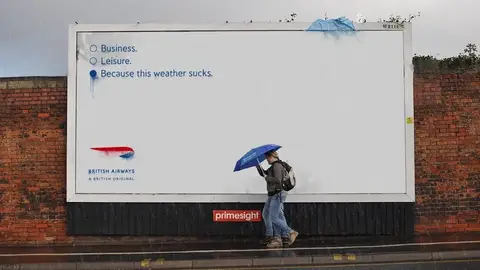 Business.
Leisure.
Because this weather sucks.
BRITISH AIRWAYS
A BRITISH ORIGINAL
primesight